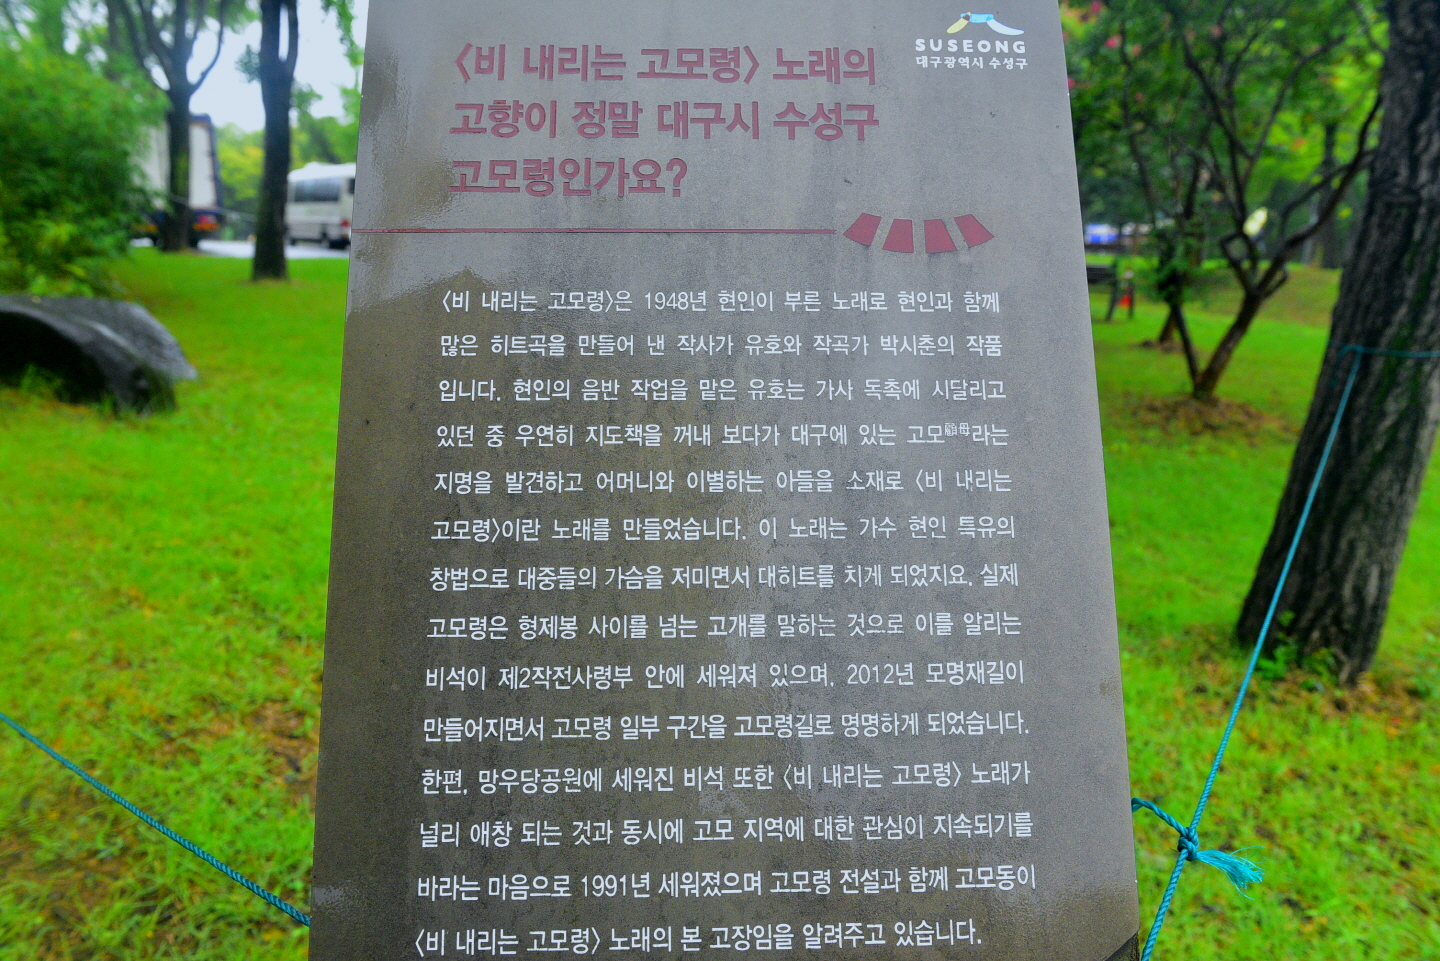 SUSEONG
대구광역시 수성구
<비 내리는 고모령> 노래의
고향이 정말 대구시 수성구
고모령인가요?
<비 내리는 고모령>은 1948년 현인이 부른 노래로 현인과 함께
많은 히트곡을 만들어 낸 작사가 유호와 작곡가 박시춘의 작품
입니다. 현인의 음반 작업을 맡은 유호는 가사 독촉에 시달리고
있던 중 우연히 지도책을 꺼내 보다가 대구에 있는 고모顧母라는
지명을 발견하고 어머니와 이별하는 아들을 소재로 <비 내리는
고모령>이란 노래를 만들었습니다. 이 노래는 가수 현인 특유의
창법으로 대중들의 가슴을 저미면서 대히트를 치게 되었지요. 실제
고모령은 형제봉 사이를 넘는 고개를 말하는 것으로 이를 알리는
비석이 제2작전사령부 안에 세워져 있으며, 2012년 모명재길이
만들어지면서 고모령 일부 구간을 고모령길로 명명하게 되었습니다.
한편, 망우당공원에 세워진 비석 또한 <비 내리는 고모령> 노래가
널리 애창 되는 것과 동시에 고모 지역에 대한 관심이 지속되기를
바라는 마음으로 1991년 세워졌으며 고모령 전설과 함께 고모동이
<비 내리는 고모령> 노래의 본 고장임을 알려주고 있습니다.